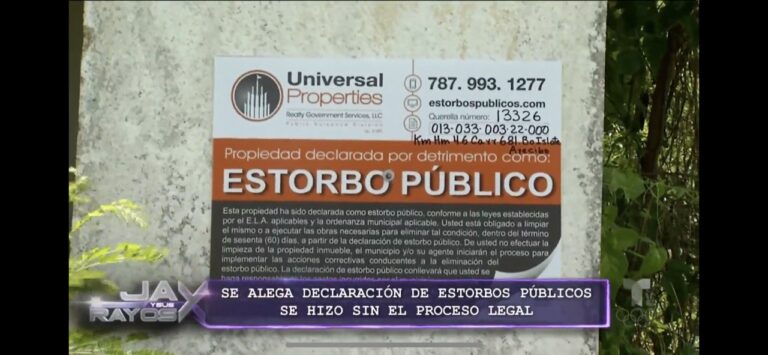 Universal
Properties
Realty Government Services, LLC
Public Nuisance Division
787. 993. 1277
estorbospublicos.com
Querella número: 13326
013-033-003-22-000
Km Hm 4.6 Carr 681 Bo Islote
Arecibo
Propiedad declarada por detrimento como:
ESTORBO PÚBLICO
Esta propiedad ha sido declarada como estorbo público, conforme a las leyes establecidas
por el E.L.A. aplicables y la ordenanza municipal aplicable. Usted está obligado a limpiar
el mismo o a ejecutar las obras necesarias para eliminar tal condición, dentro del término
de sesenta (60) días, a partir de la declaración de estorbo público. De usted no efectuar la
limpieza de la propiedad inmueble, el municipio y/o su agente iniciarán el proceso para
implementar las acciones correctivas conducentes a la eliminación del
estorbo público. La declaración de estorbo público conllevará que usted se
JAY
Y SUS
RAYOS X
SE ALEGA DECLARACIÓN DE ESTORBOS PÚBLICOS
SE HIZO SIN EL PROCESO LEGAL